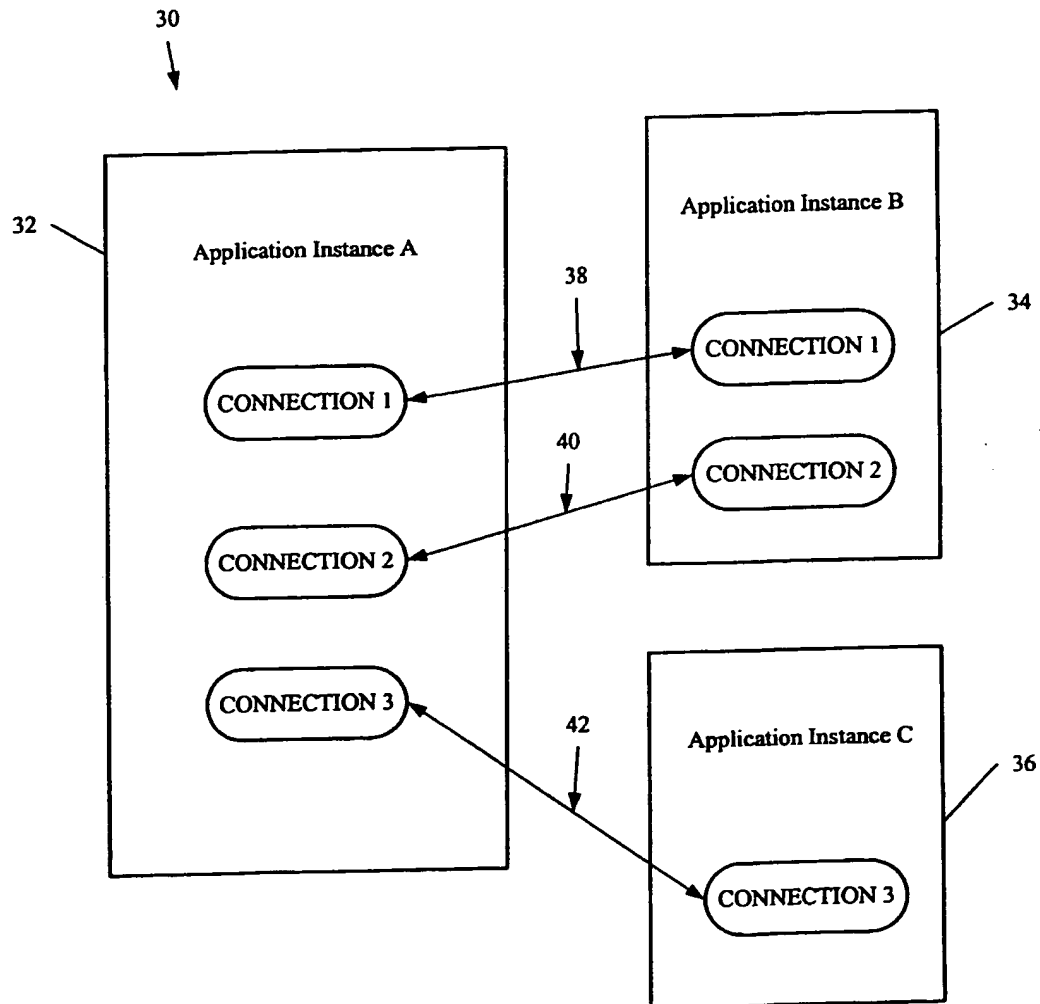 30
32
Application Instance A
CONNECTION 1
CONNECTION 2
CONNECTION 3
38
40
42
Application Instance B
CONNECTION 1
CONNECTION 2
34
Application Instance C
CONNECTION 3
36